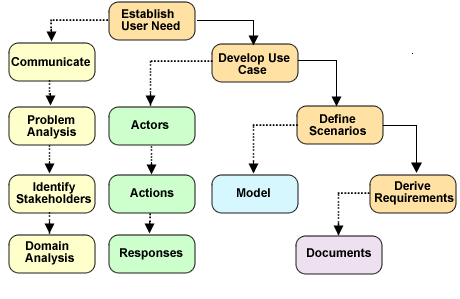 Establish
User Need
Communicate
Develop Use
Case
Problem
Analysis
Actors
Define
Scenarios
Identify
Stakeholders
Actions
Model
Derive
Requirements
Domain
Analysis
Responses
Documents